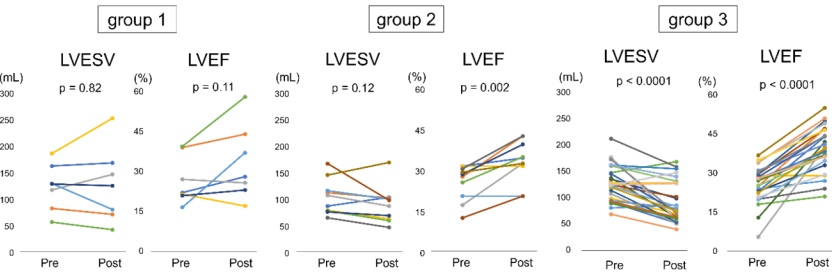 group 1
group 2
group 3
LVESV
LVEF
LVESV
LVEF
LVESV
LVEF
(mL)
p = 0.82
(%)
p = 0.11
(mL)
p = 0.12
(%)
p = 0.002
(mL)
p < 0.0001
(%)
p < 0.0001
300
250
200
150
100
50
0
60
45
30
15
0
300
250
200
150
100
50
0
60
45
30
15
0
300
250
200
150
100
50
0
60
45
30
15
0
Pre
Post
Pre
Post
Pre
Post
Pre
Post
Pre
Post
Pre
Post